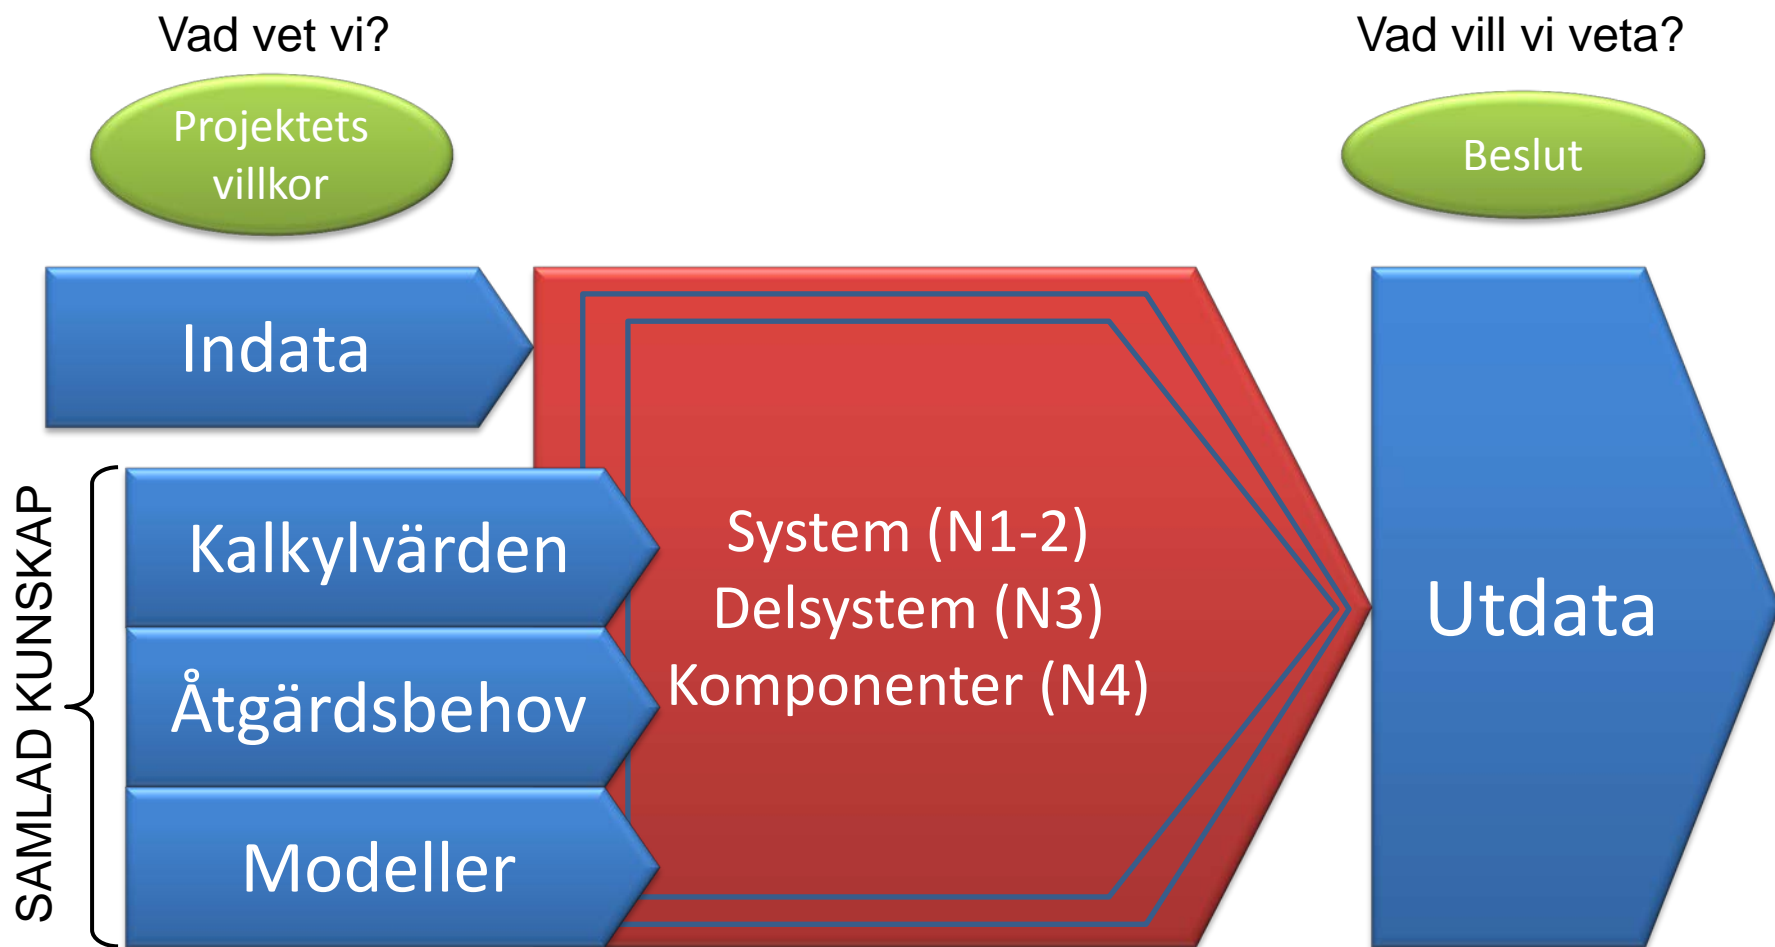 Vad vet vi?
Vad vill vi veta?
Projektets
villkor
Beslut
Indata
SAMLAD KUNSKAP
Kalkylvärden
Åtgärdsbehov
Modeller
System (N1-2)
Delsystem (N3)
Komponenter (N4)
Utdata